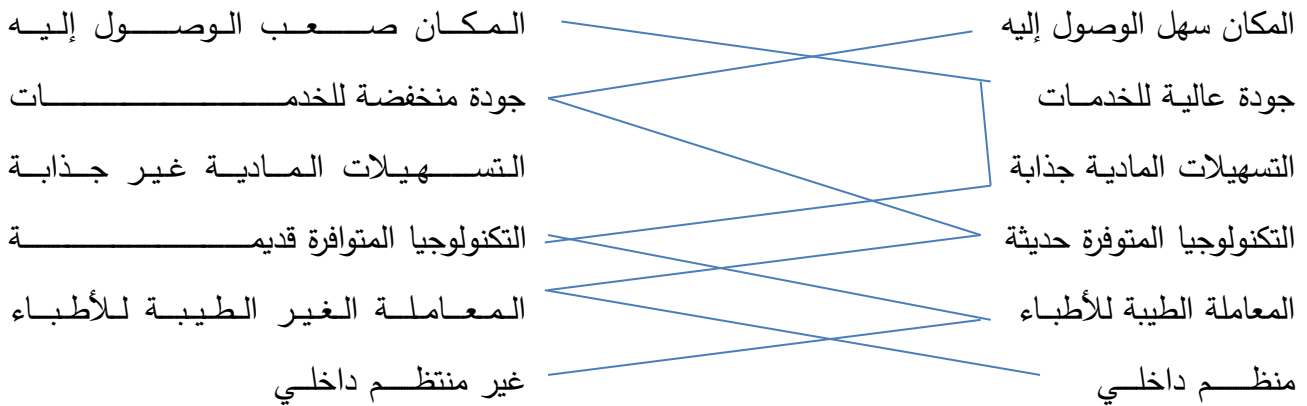 المكان سهل الوصول إليه المكان صعب الوصول إليه
جودة عالية للخدمات جودة منخفضة للخدمات
التسهيلات المادية جذابة التسهيلات المادية غير جذابة
التكنولوجيا المتوفرة حديثة التكنولوجيا المتوافرة قديمة
المعاملة الطيبة للأطباء المعاملة الغير الطيبة للأطباء
منظم داخلي غير منتظم داخلي